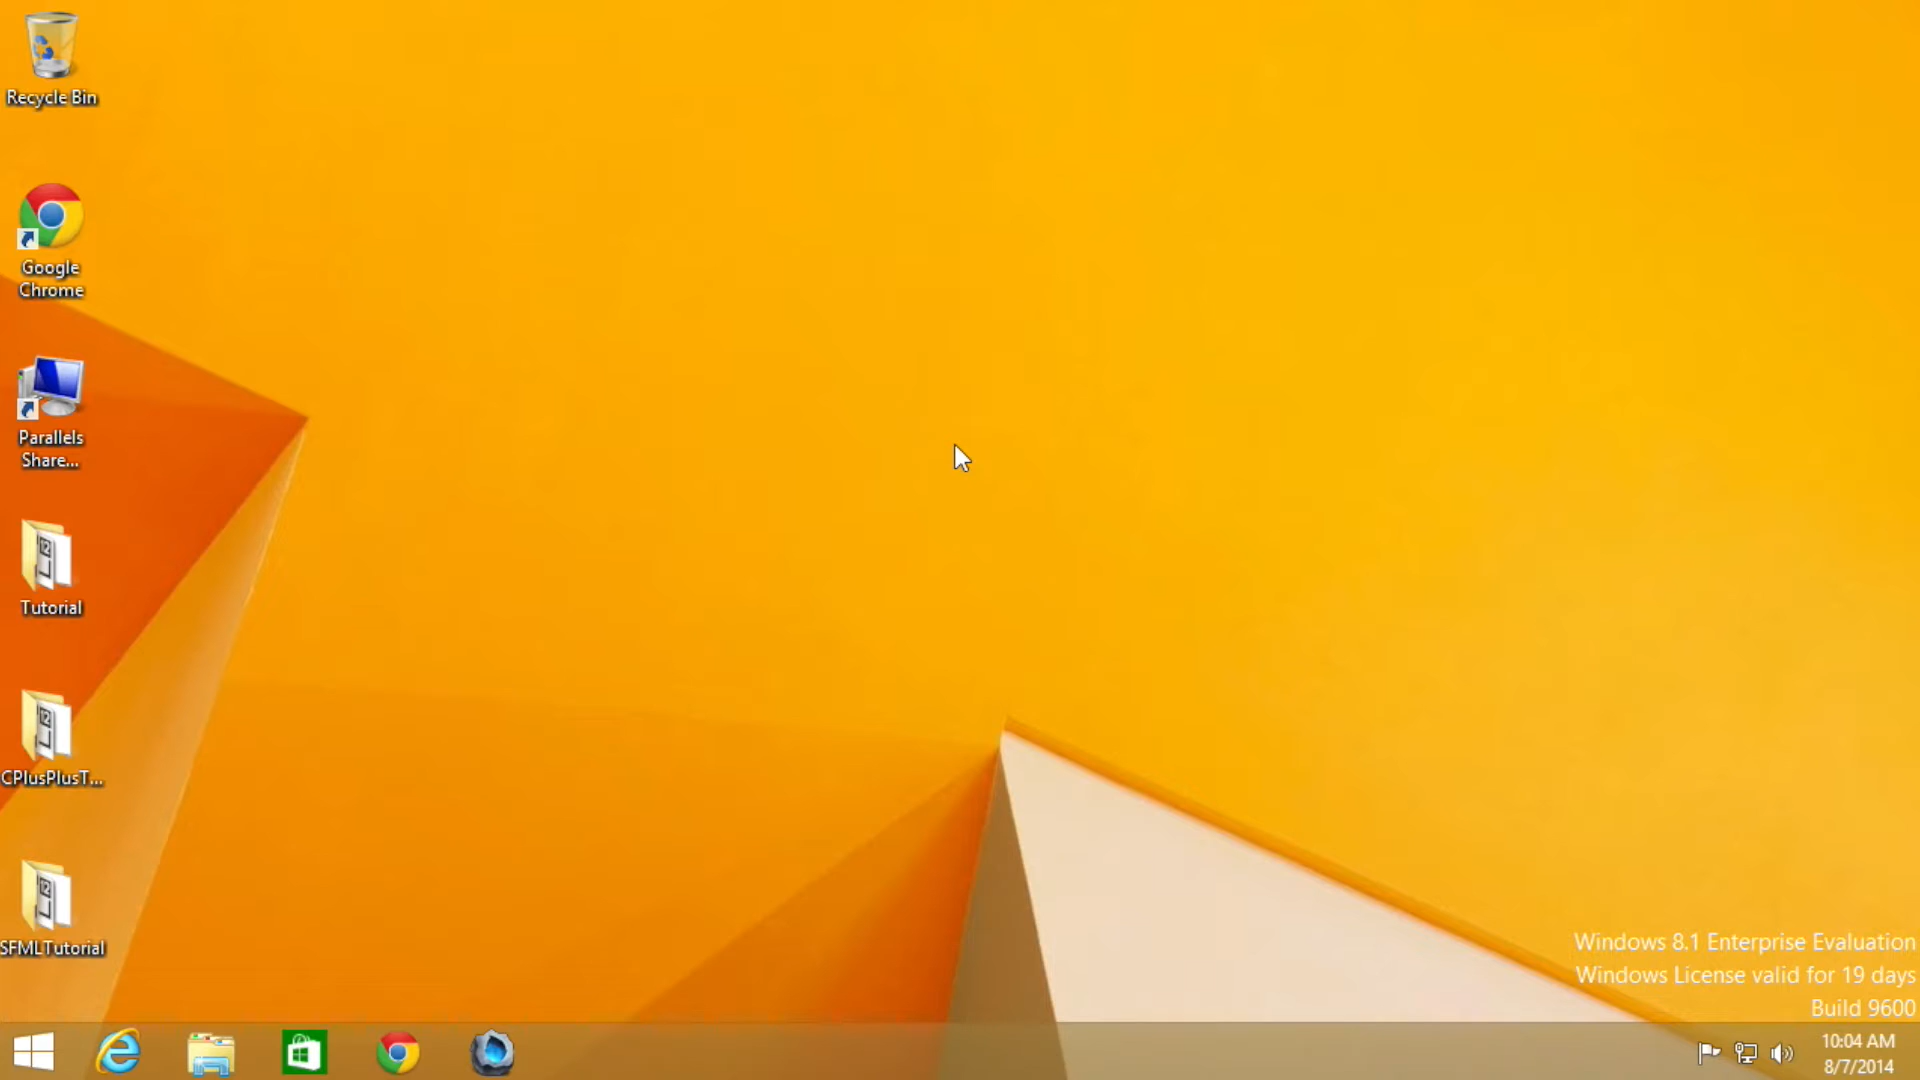 Recycle Bin
Google
Chrome
Parallels
Share...
Tutorial
CPlusPlusT...
SFMLTutorial
Windows 8.1 Enterprise Evaluation
Windows License valid for 19 days
Build 9600
10:04 AM
8/7/2014